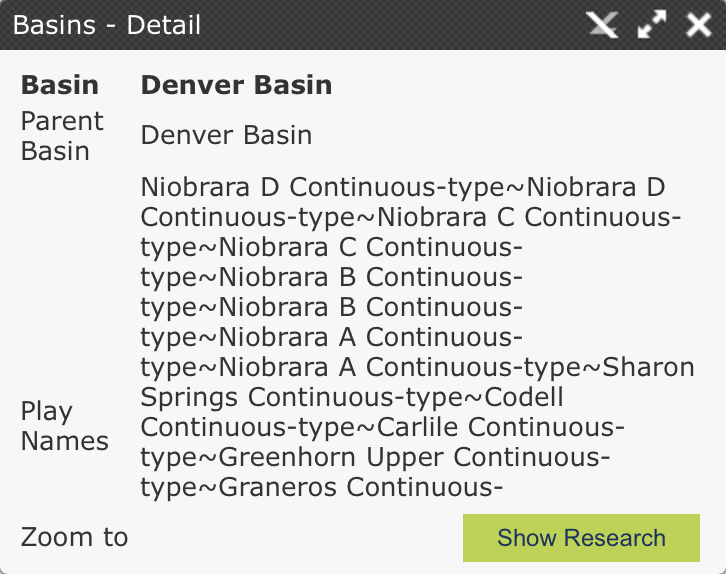 Basins - Detail
Basin Denver Basin
Parent Basin Denver Basin
Play Names
Niobrara D Continuous-type~Niobrara D
Continuous-type~Niobrara C Continuous-
type~Niobrara C Continuous-
type~Niobrara B Continuous-
type~Niobrara B Continuous-
type~Niobrara A Continuous-
type~Niobrara A Continuous-type~Sharon
Springs Continuous-type~Codell
Continuous-type~Carlile Continuous-
type~Greenhorn Upper Continuous-
type~Graneros Continuous-
Zoom to Show Research